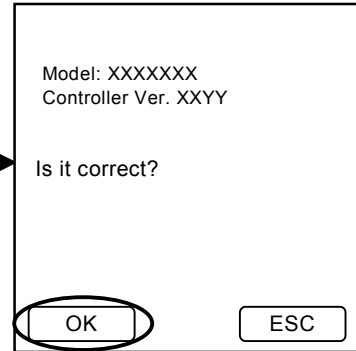 Model: XXXXXXX
Controller Ver. XXYY
Is it correct?
OK ESC